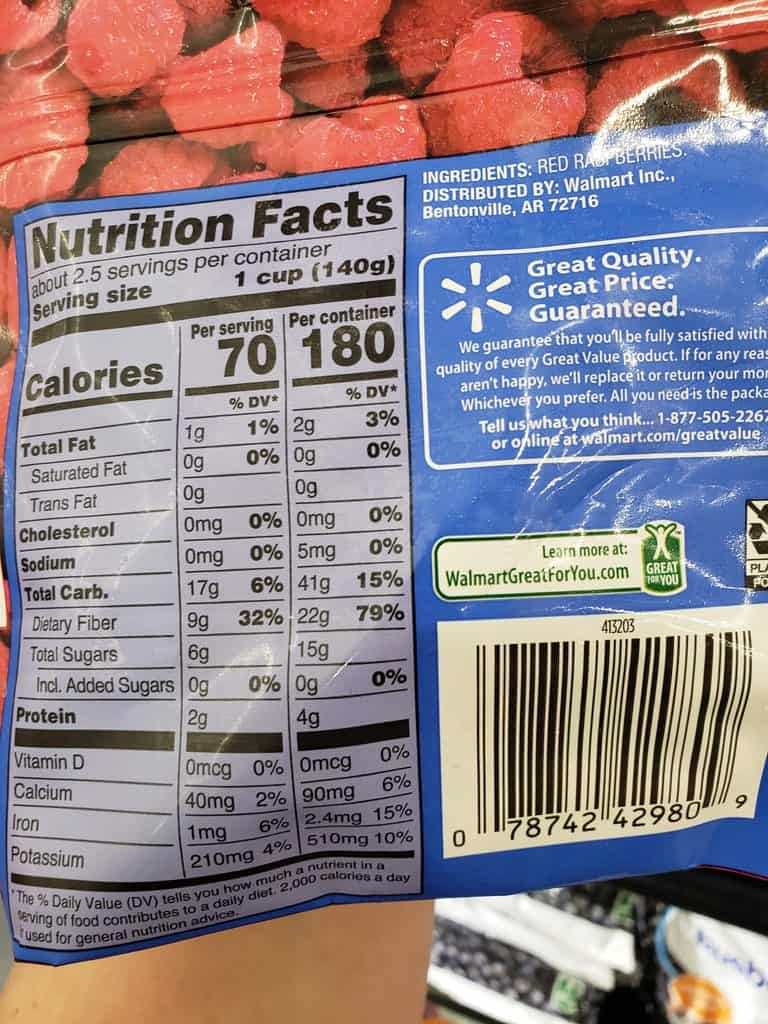 INGREDIENTS: RED RASPBERRIES.
DISTRIBUTED BY: Walmart Inc.,
Bentonville, AR 72716
Nutrition Facts
about 2.5 servings per container
Serving size 1 cup (140g)
Per serving Per container
Calories 70 180
% DV* % DV*
Total Fat 1g 1% 2g 3%
Saturated Fat 0g 0% 0g 0%
Trans Fat 0g 0g
Cholesterol 0mg 0% 0mg 0%
Sodium 0mg 0% 5mg 0%
Total Carb. 17g 6% 41g 15%
Dietary Fiber 9g 32% 22g 79%
Total Sugars 6g 15g
Incl. Added Sugars 0g 0% 0g 0%
Protein 2g 4g
Vitamin D 0mcg 0% 0mcg 0%
Calcium 40mg 2% 90mg 6%
Iron 1mg 6% 2.4mg 15%
Potassium 210mg 4% 510mg 10%
*The % Daily Value (DV) tells you how much a nutrient in a
serving of food contributes to a daily diet. 2,000 calories a day
used for general nutrition advice.
Great Quality.
Great Price.
Guaranteed.
We guarantee that you'll be fully satisfied with
quality of every Great Value product. If for any
aren't happy, we'll replace it or return your
Whichever you prefer. All you need is the
Tell us what you think... 1-877-505-2267
or online at walmart.com/greatvalue
Learn more at:
WalmartGreatForYou.com
GREAT
FOR YOU
413203
0 78742 42980 9